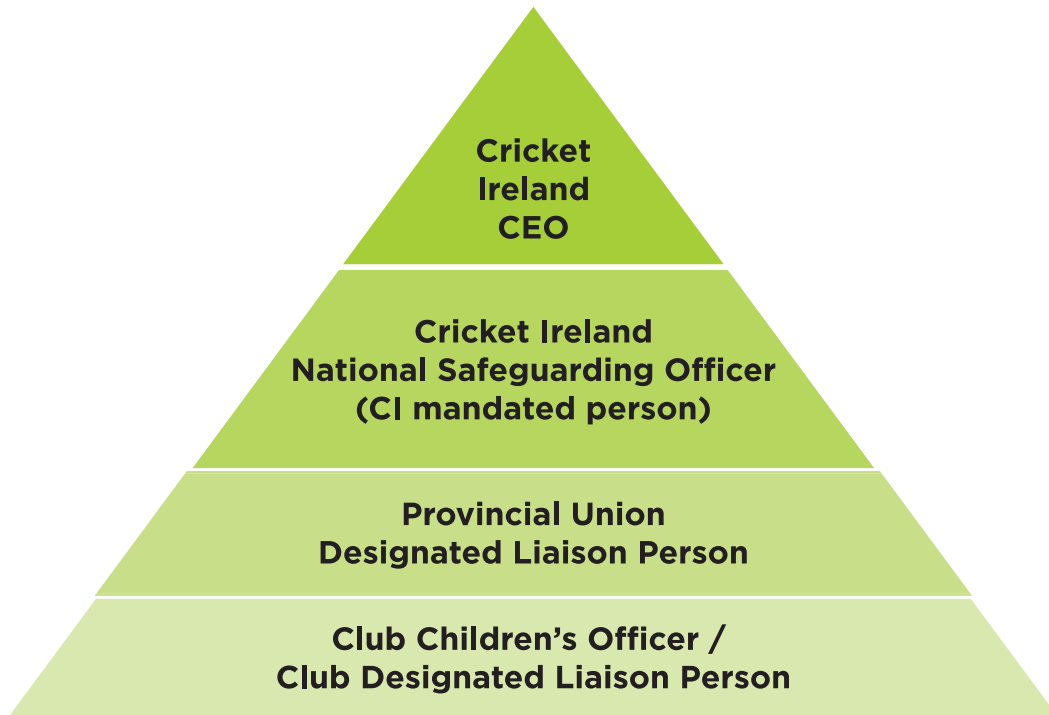 Cricket
Ireland
CEO
Cricket Ireland
National Safeguarding Officer
(CI mandated person)
Provincial Union
Designated Liaison Person
Club Children’s Officer /
Club Designated Liaison Person